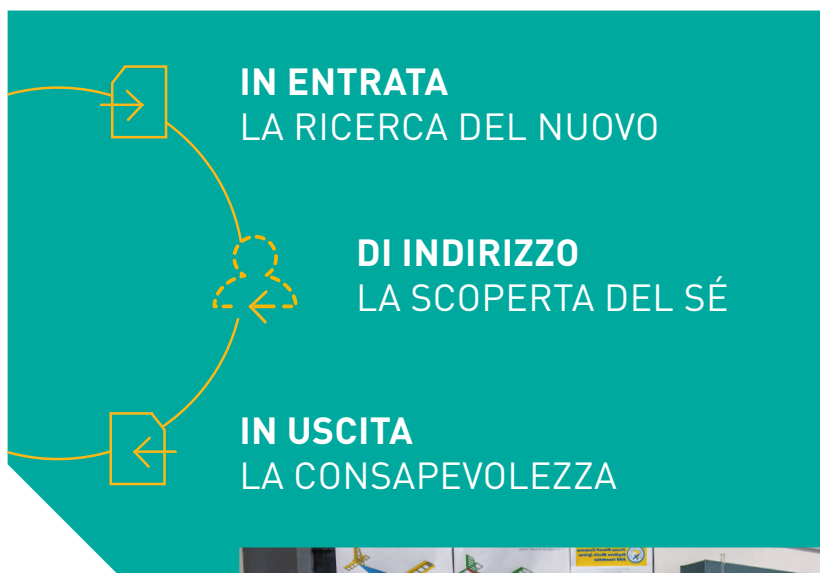 IN ENTRATA
LA RICERCA DEL NUOVO
DI INDIRIZZO
LA SCOPERTA DEL SÉ
IN USCITA
LA CONSAPEVOLEZZA